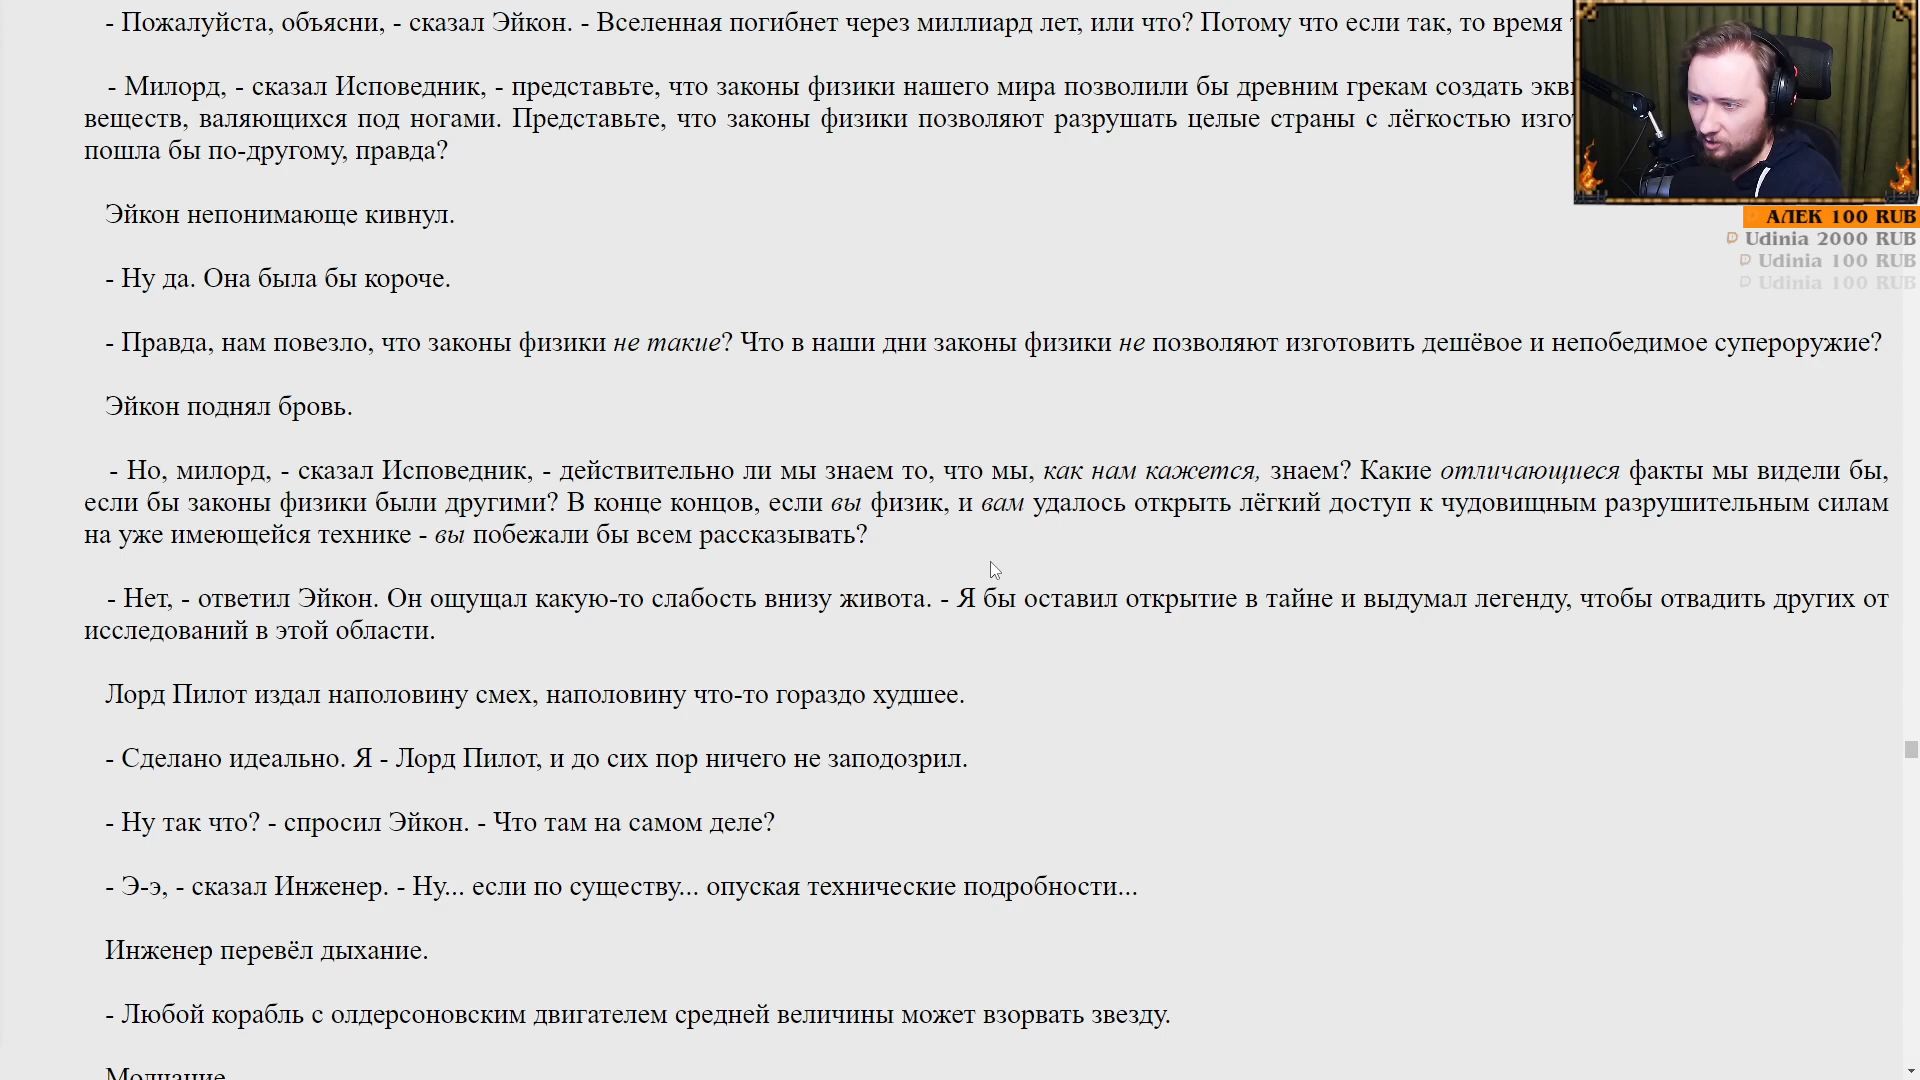 - Пожалуйста, объясни, - сказал Эйкон. - Вселенная погибнет через миллиард лет, или что? Потому что если так, то время
- Милорд, - сказал Исповедник, - представьте, что законы физики нашего мира позволили бы древним грекам создать
веществ, валяющихся под ногами. Представьте, что законы физики позволяют разрушать целые страны с лёгкостью
пошла бы по-другому, правда?
Эйкон непонимающе кивнул.
- Ну да. Она была бы короче.
- Правда, нам повезло, что законы физики не такие? Что в наши дни законы физики не позволяют изготовить дешёвое и непобедимое супероружие?
Эйкон поднял бровь.
- Но, милорд, - сказал Исповедник, - действительно ли мы знаем то, что мы, как нам кажется, знаем? Какие отличающиеся факты мы видели бы,
если бы законы физики были другими? В конце концов, если вы физик, и вам удалось открыть лёгкий доступ к чудовищным разрушительным силам
на уже имеющейся технике - вы побежали бы всем рассказывать?
- Нет, - ответил Эйкон. Он ощущал какую-то слабость внизу живота. - Я бы оставил открытие в тайне и выдумал легенду, чтобы отвадить других от
исследований в этой области.
Лорд Пилот издал наполовину смех, наполовину что-то гораздо худшее.
- Сделано идеально. Я - Лорд Пилот, и до сих пор ничего не заподозрил.
- Ну так что? - спросил Эйкон. - Что там на самом деле?
- Э-э, - сказал Инженер. - Ну... если по существу... опуская технические подробности...
Инженер перевёл дыхание.
- Любой корабль с олдерсоновским двигателем средней величины может взорвать звезду.
Молчание
АЛЕК 100 RUB
Udinia 2000 RUB
Udinia 100 RUB
Udinia 100 RUB